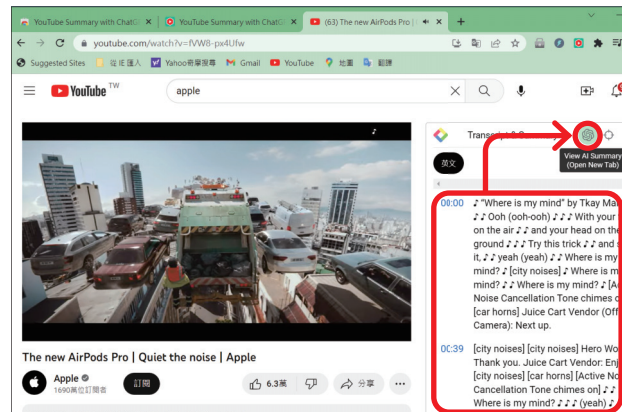 YouTube Summary with ChatG
YouTube Summary with ChatG
(63) The new AirPods Pro |
youtube.com/watch?v=fVW8-px4Ufw
Suggested Sites
從 IE 匯入
Yahoo奇摩搜尋
Gmail
YouTube
地圖
翻譯
YouTube TW
apple
Transcript &
View AI Summary
(Open New Tab)
英文
00:00 ♪ "Where is my mind" by Tkay Ma
♪ ♪ Ooh (ooh-ooh) ♪ ♪ ♪ With your
on the air ♪ ♪ and your head on the
ground ♪ ♪ ♪ Try this trick ♪ ♪ and s
it, ♪ ♪ yeah (yeah) ♪ ♪ Where is my
mind? ♪ [city noises] ♪ Where is m
mind? ♪ ♪ Where is my mind? ♪ [A
Noise Cancellation Tone chimes o
[car horns] Juice Cart Vendor (Off
Camera): Next up.
00:39 [city noises] [city noises] Hero Wo
Thank you. Juice Cart Vendor: Enj
[city noises] [car horns] [Active No
Cancellation Tone chimes on] ♪ ♪
Where is my mind? ♪ ♪ ♪ (yeah) ♪
The new AirPods Pro | Quiet the noise | Apple
Apple
1690萬位訂閱者
訂閱
6.3萬
分享